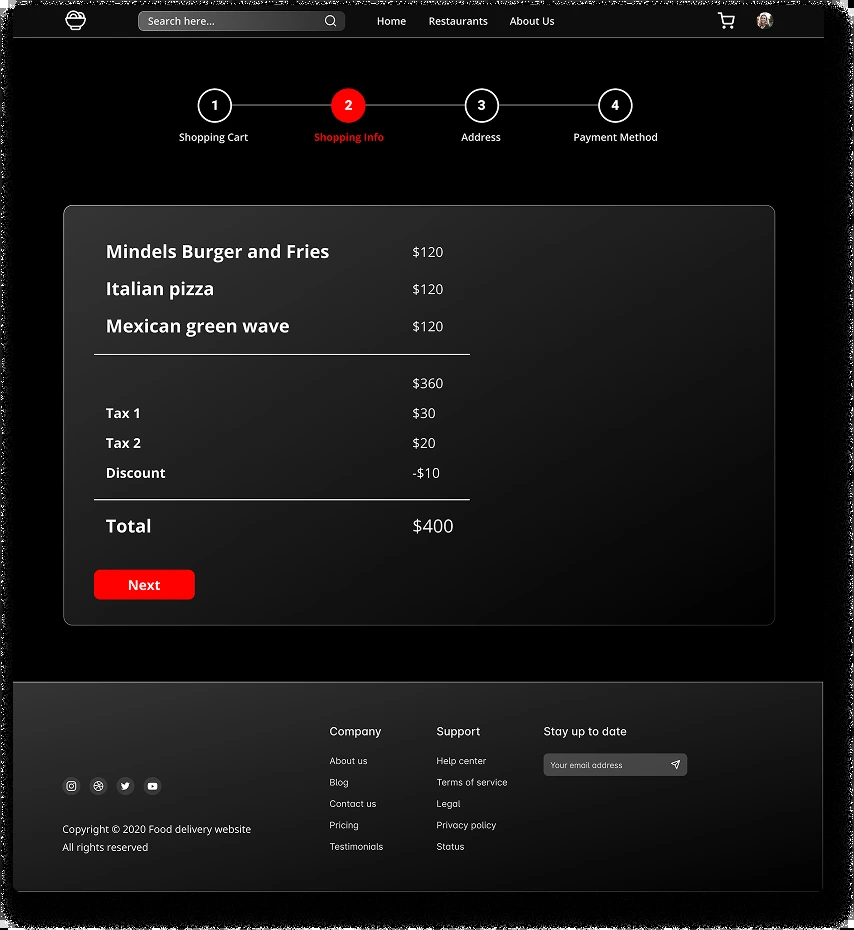 Search here...
Home
Restaurants
About Us
1
2
3
4
Shopping Cart
Shopping Info
Address
Payment Method
Mindels Burger and Fries $120
Italian pizza $120
Mexican green wave $120
$360
Tax 1 $30
Tax 2 $20
Discount -$10
Total $400
Next
Company
About us
Blog
Contact us
Pricing
Testimonials
Support
Help center
Terms of service
Legal
Privacy policy
Status
Stay up to date
Your email address
Copyright © 2020 Food delivery website
All rights reserved